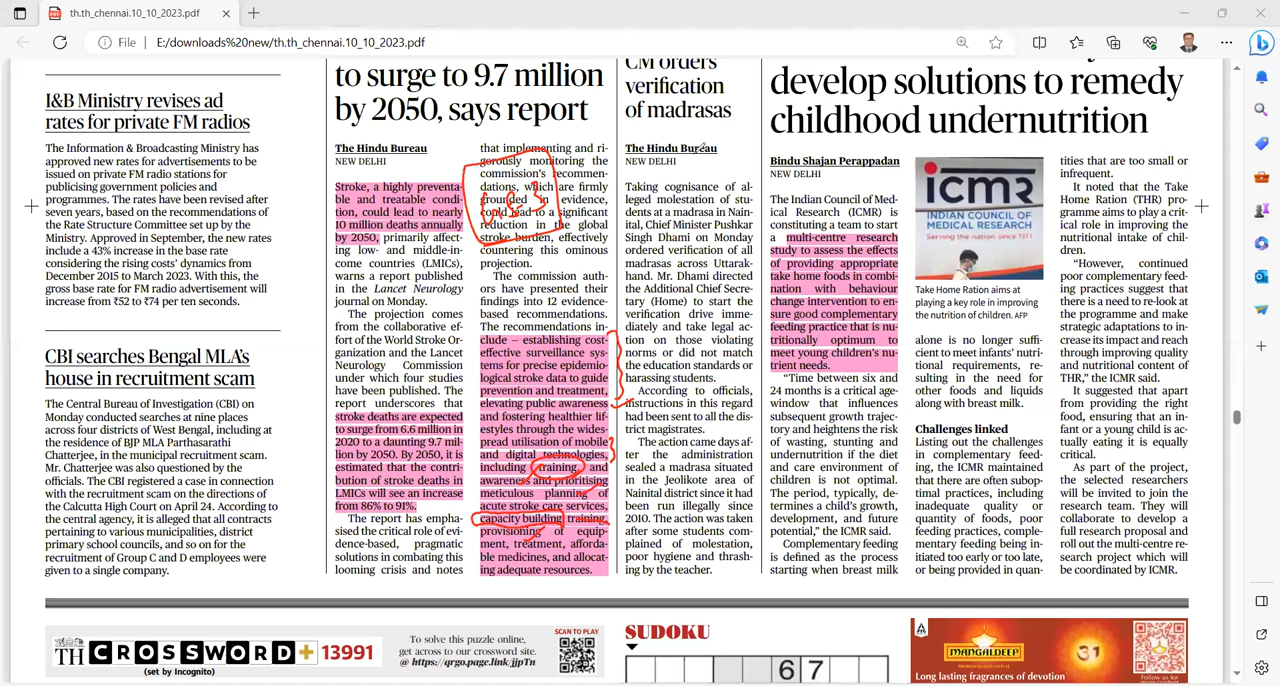 th.th_chennai.10_10_2023.pdf
File
E:/downloads%20new/th.th_chennai.10_10_2023.pdf
I&B Ministry revises ad
rates for private FM radios
The Information & Broadcasting Ministry has
approved new rates for advertisements to be
issued on private FM radio stations for
publicising government policies and
programmes. The rates have been revised after
seven years, based on the recommendations of
the Rate Structure Committee set up by the
Ministry. Approved in September, the new rates
include a 43% increase in the base rate
considering the rising costs' dynamics from
December 2015 to March 2023. With this, the
gross base rate for FM radio advertisement will
increase from ₹52 to ₹74 per ten seconds.
CBI searches Bengal MLA's
house in recruitment scam
The Central Bureau of Investigation (CBI) on
Monday conducted searches at nine places
across four districts of West Bengal, including at
the residence of BJP MLA Parthasarathi
Chatterjee, in the municipal recruitment scam.
Mr. Chatterjee was also questioned by the
officials. The CBI registered a case in connection
with the recruitment scam on the directions of
the Calcutta High Court on April 24. According to
the central agency, it is alleged that all contracts
pertaining to various municipalities, district
primary school councils, and so on for the
recruitment of Group C and D employees were
given to a single company.
to surge to 9.7 million
by 2050, says report
The Hindu Bureau
NEW DELHI
Stroke, a highly preventa-
ble and treatable condi-
tion, could lead to nearly
10 million deaths annually
by 2050, primarily affect-
ing low- and middle-in-
come countries (LMICs),
warns a report published
in the Lancet Neurology
journal on Monday.
The projection comes
from the collaborative ef-
fort of the World Stroke Or-
ganization and the Lancet
Neurology Commission
under which four studies
have been published. The
report underscores that
stroke deaths are expected
to surge from 6.6 million in
2020 to a daunting 9.7 mil-
lion by 2050. By 2050, it is
estimated that the contri-
bution of stroke deaths in
LMICs will see an increase
from 86% to 91%.
The report has empha-
sised the critical role of evi-
dence-based, pragmatic
solutions in combating this
looming crisis and notes
that implementing and ri-
gorously monitoring the
commission's recommen-
dations, which are firmly
grounded in evidence,
could lead to a significant
reduction in the global
stroke burden, effectively
countering this ominous
projection.
The commission auth-
ors have presented their
findings into 12 evidence-
based recommendations.
The recommendations in-
clude – establishing cost-
effective surveillance sys-
tems for precise epidemio-
logical stroke data to guide
prevention and treatment,
elevating public awareness
and fostering healthier lif-
estyles through the wides-
pread utilisation of mobile
and digital technologies,
including training and
awareness and prioritising
meticulous planning of
acute stroke care services,
capacity building training,
provisioning of equip-
ment, treatment, afforda-
ble medicines, and allocat-
ing adequate resources.
CM orders
verification
of madrasas
The Hindu Bureau
NEW DELHI
Taking cognisance of al-
leged molestation of stu-
dents at a madrasa in Nain-
ital, Chief Minister Pushkar
Singh Dhami on Monday
ordered verification of all
madrasas across Uttarak-
hand. Mr. Dhami directed
the Additional Chief Secre-
tary (Home) to start the
verification drive imme-
diately and take legal ac-
tion on those violating
norms or did not match
the education standards or
harassing students.
According to officials,
instructions in this regard
had been sent to all the dis-
trict magistrates.
The action came days af-
ter the administration
sealed a madrasa situated
in the Jeolikote area of
Nainital district since it had
been run illegally since
2010. The action was taken
after some students com-
plained of molestation,
poor hygiene and thrash-
ing by the teacher.
develop solutions to remedy
childhood undernutrition
Bindu Shajan Perappadan
NEW DELHI
The Indian Council of Med-
ical Research (ICMR) is
constituting a team to start
a multi-centre research
study to assess the effects
of providing appropriate
take home foods in combi-
nation with behaviour
change intervention to en-
sure good complementary
feeding practice that is nu-
tritionally optimum to
meet young children's nu-
trient needs.
"Time between six and
24 months is a critical age-
window that influences
subsequent growth trajec-
tory and heightens the risk
of wasting, stunting and
undernutrition if the diet
and care environment of
children is not optimal.
The period, typically, de-
termines a child's growth,
development, and future
potential," the ICMR said.
Complementary feeding
is defined as the process
starting when breast milk
icmr
INDIAN COUNCIL OF
MEDICAL RESEARCH
Serving the nation since 1911
Take Home Ration aims at
playing a key role in improving
the nutrition of children. AFP
alone is no longer suffi-
cient to meet infants' nutri-
tional requirements, re-
sulting in the need for
other foods and liquids
along with breast milk.
Challenges linked
Listing out the challenges
in complementary feed-
ing, the ICMR maintained
that there are often subop-
timal practices, including
inadequate quality or
quantity of foods, poor
feeding practices, comple-
mentary feeding being in-
itiated too early or too late,
or being provided in quan-
tities that are too small or
infrequent.
It noted that the Take
Home Ration (THR) pro-
gramme aims to play a crit-
ical role in improving the
nutritional intake of child-
ren.
"However, continued
poor complementary feed-
ing practices suggest that
there is a need to re-look at
the programme and make
strategic adaptations to in-
crease its impact and reach
through improving quality
and nutritional content of
THR," the ICMR said.
It suggested that apart
from providing the right
food, ensuring that an in-
fant or a young child is ac-
tually eating it is equally
critical.
As part of the project,
the selected researchers
will be invited to join the
research team. They will
collaborate to develop a
full research proposal and
roll out the multi-centre re-
search project which will
be coordinated by ICMR.
TH CROSSWORD+ 13991
(set by Incognito)
To solve this puzzle online,
get across to our crossword site.
@ https://qrgo.page.link/jjpTn
SCAN TO PLAY
SUDOKU
6 7
MANGALDEEP
31
Long lasting fragrances of devotion